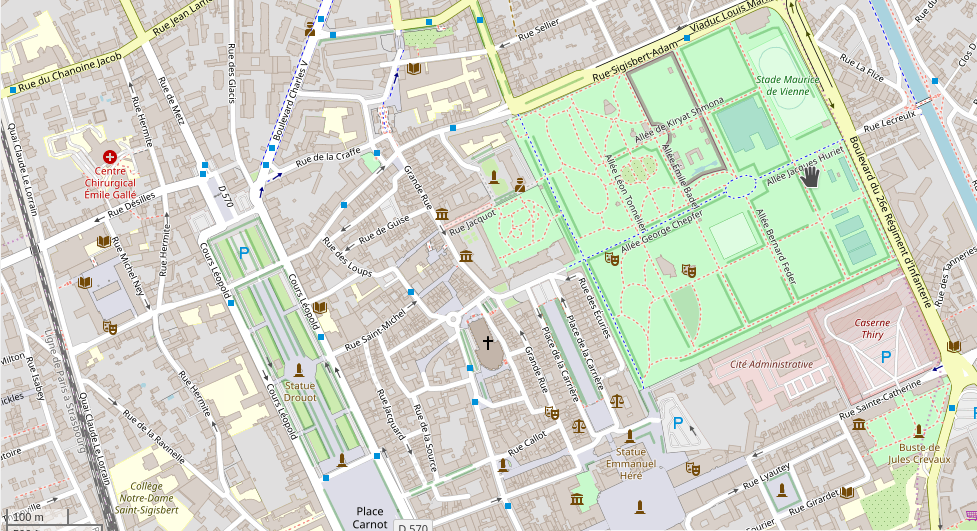 Rue Jean Lam
Rue du Chanoine Jacob
Rue de Metz
Rue Hermite
Rue des Glacis
Boulevard Charles V
Rue Sellier
Viaduc Louis Ma
Rue Sigisbert-Adam
Stade Maurice
de Vienne
Rue La Flize
Rue du
Clos D
Rue Lecreulx
Quai Claude Le Lorrain
Centre
Chirurgical
Émile Gallé
Rue de la Craffe
Grande Rue
Allée de Kiryat Shmona
Allée Émile Badel
Allée Léon Tonnelier
Allée Jacques Huriet
Boulevard du 26e Régiment d'Infanterie
D 570
Rue Désilles
Rue Hermite
Rue Michel Ney
Cours Léopold
P
Cours Léopold
Rue de Guise
Rue des Loups
Rue Jacquot
Allée George Chepfer
Allée Bernard Feder
Rue des Tanneries
Ligne de Paris à Strasbourg
Milton
Rue Isabey
ckles
toire
Quai Claude Le Lorrain
Rue Hermite
Rue de la Ravinelle
Rue Saint-Michel
Statue
Drouot
Cours Léopold
Rue Jacquard
Rue de la Source
Grande Rue
Place de la Carrière
Place de la Carrière
Rue des Écuries
Caserne
Thiry
P
Cité Administrative
Rue Sainte-Catherine
P
Rue Callot
Statue
Emmanuel
Héré
Buste de
Jules Crevaux
Rue Lyautey
Rue Girardet
Collège
Notre-Dame
Saint-Sigisbert
Place
Carnot
D 570
100 m